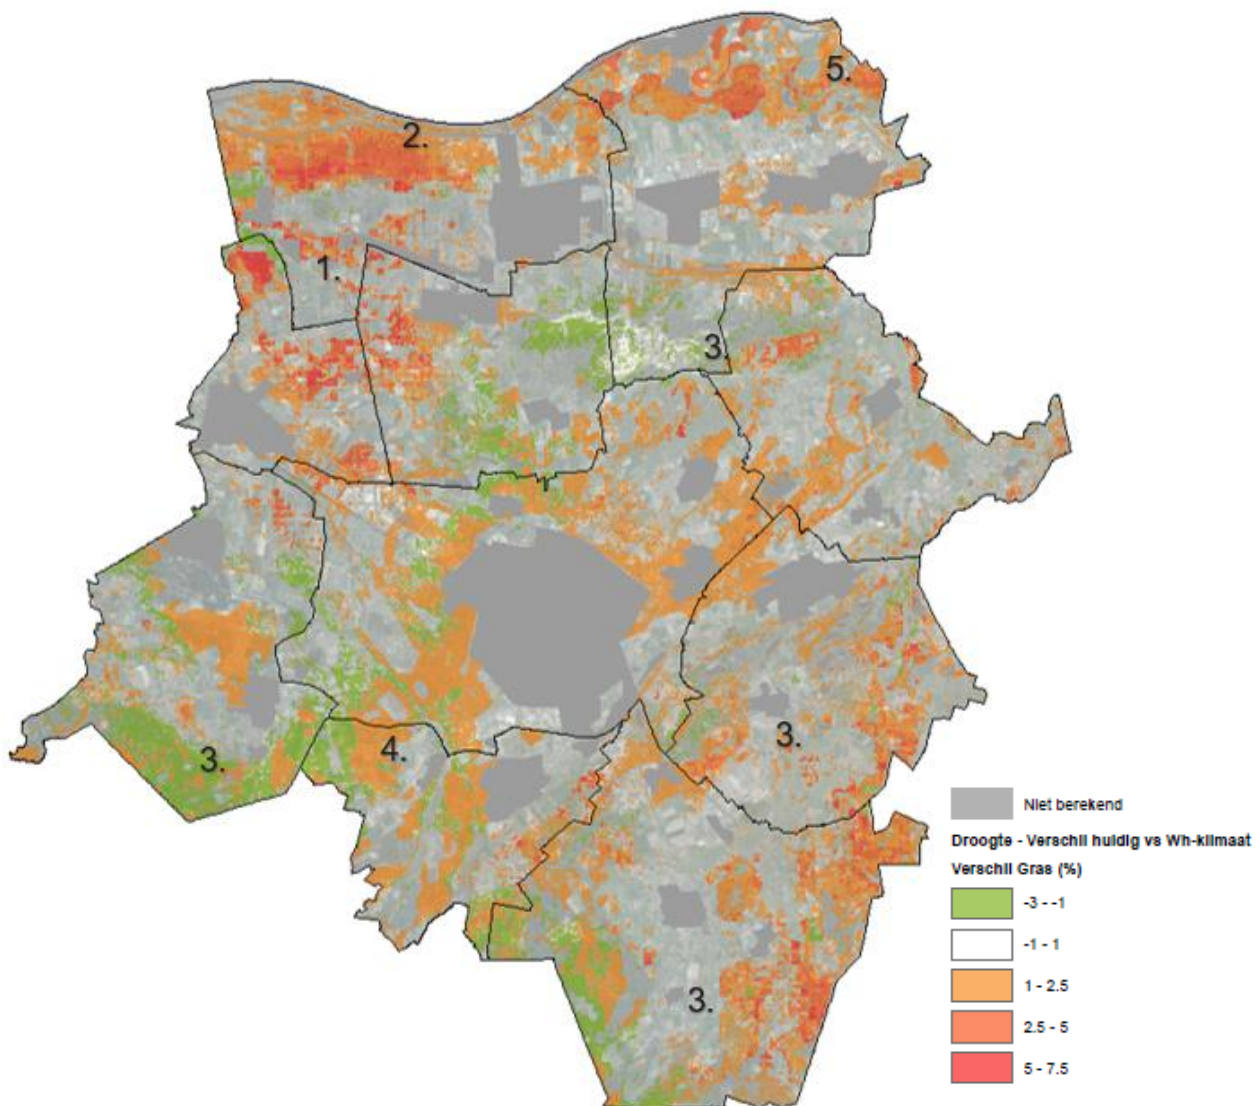 5.
2.
1.
3.
3.
4.
3.
3.
Niet berekend
Droogte - Verschil huidig vs Wh-klimaat
Verschil Gras (%)
-3 - -1
-1 - 1
1 - 2.5
2.5 - 5
5 - 7.5